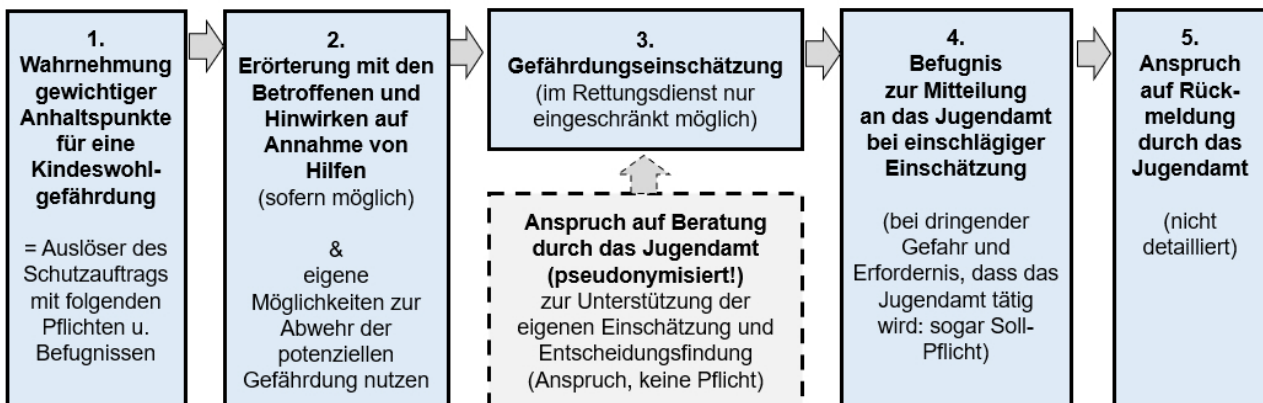 1.
Wahrnehmung
gewichtiger
Anhaltspunkte
für eine
Kindeswohl-
gefährdung
= Auslöser des
Schutzauftrags
mit folgenden
Pflichten u.
Befugnissen
2.
Erörterung mit den
Betroffenen und
Hinwirken auf
Annahme von
Hilfen
(sofern möglich)
&
eigene
Möglichkeiten zur
Abwehr der
potenziellen
Gefährdung nutzen
3.
Gefährdungseinschätzung
(im Rettungsdienst nur
eingeschränkt möglich)
Anspruch auf Beratung
durch das Jugendamt
(pseudonymisiert!)
zur Unterstützung der
eigenen Einschätzung und
Entscheidungsfindung
(Anspruch, keine Pflicht)
4.
Befugnis
zur Mitteilung
an das Jugendamt
bei einschlägiger
Einschätzung
(bei dringender
Gefahr und
Erfordernis, dass das
Jugendamt tätig
wird: sogar Soll-
Pflicht)
5.
Anspruch
auf Rück-
meldung
durch das
Jugendamt
(nicht
detailliert)